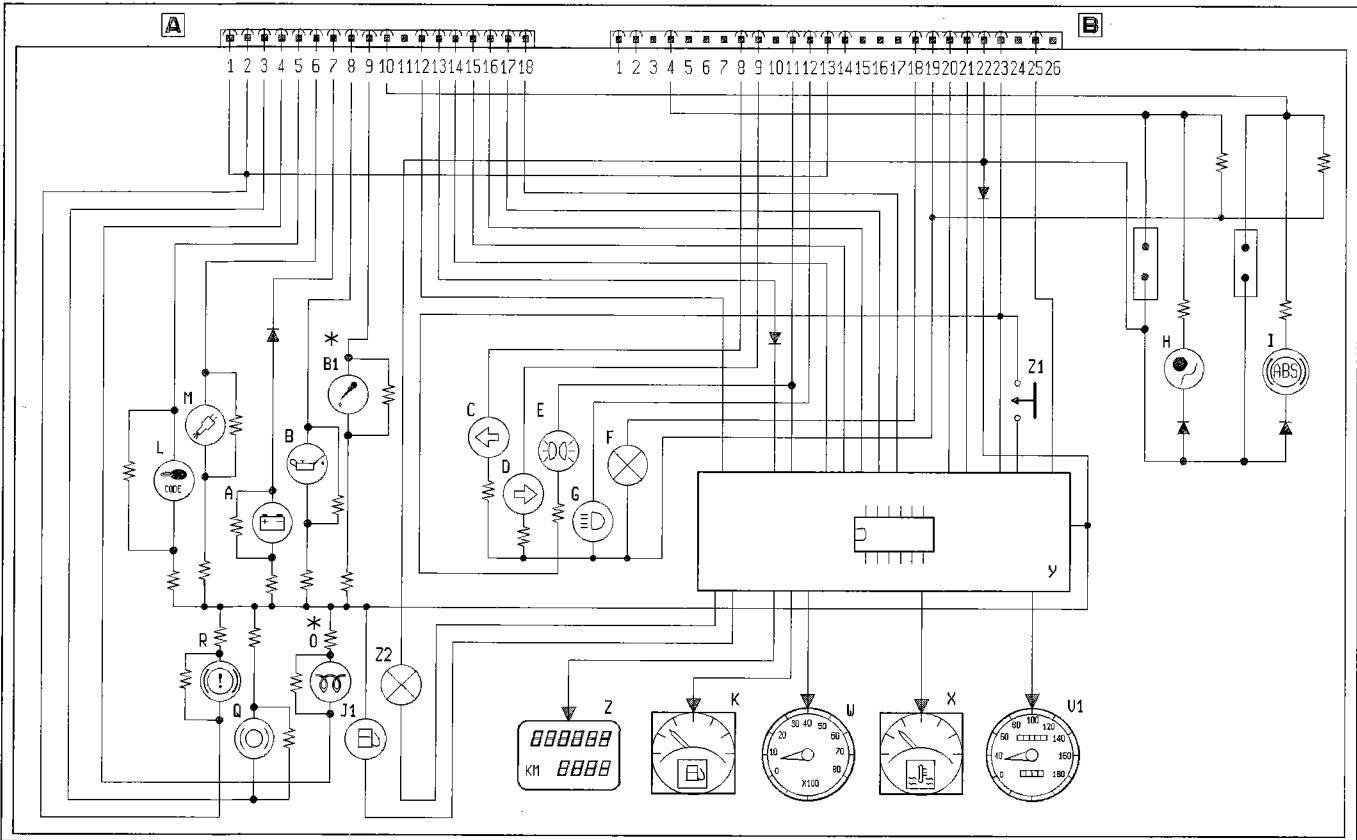 A B
1 2 3 4 5 6 7 8 9 10 11 12 13 14 15 16 17 18
1 2 3 4 5 6 7 8 9 10 11 12 13 14 15 16 17 18 19 20 21 22 23 24 25 26
*
B1
Z1
H I
(ABS)
M
C E
L
CODE
B
D F
A
G
Y
*
R O
Z2
Q J1
Z K W X V1
888888
KM 8888
0 10 20 30 40 50 60 70 80
X100
0 40 60 80 100 120 140 160 180